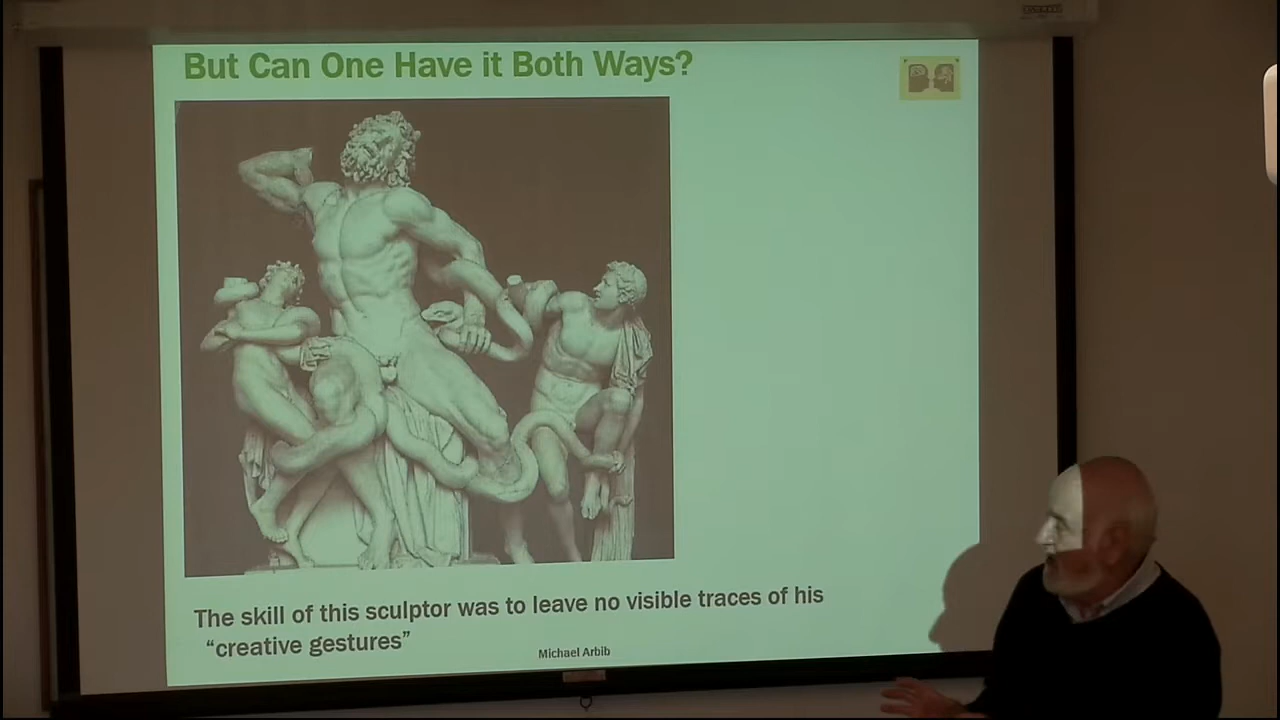 But Can One Have it Both Ways?
The skill of this sculptor was to leave no visible traces of his
“creative gestures”
Michael Arbib